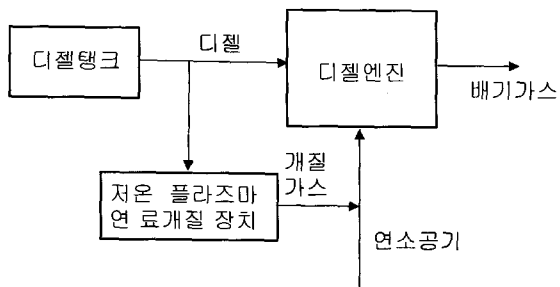 디젤탱크
디젤
디젤엔진
배기가스
저온 플라즈마
연 료개질 장치
개질
가스
연소공기